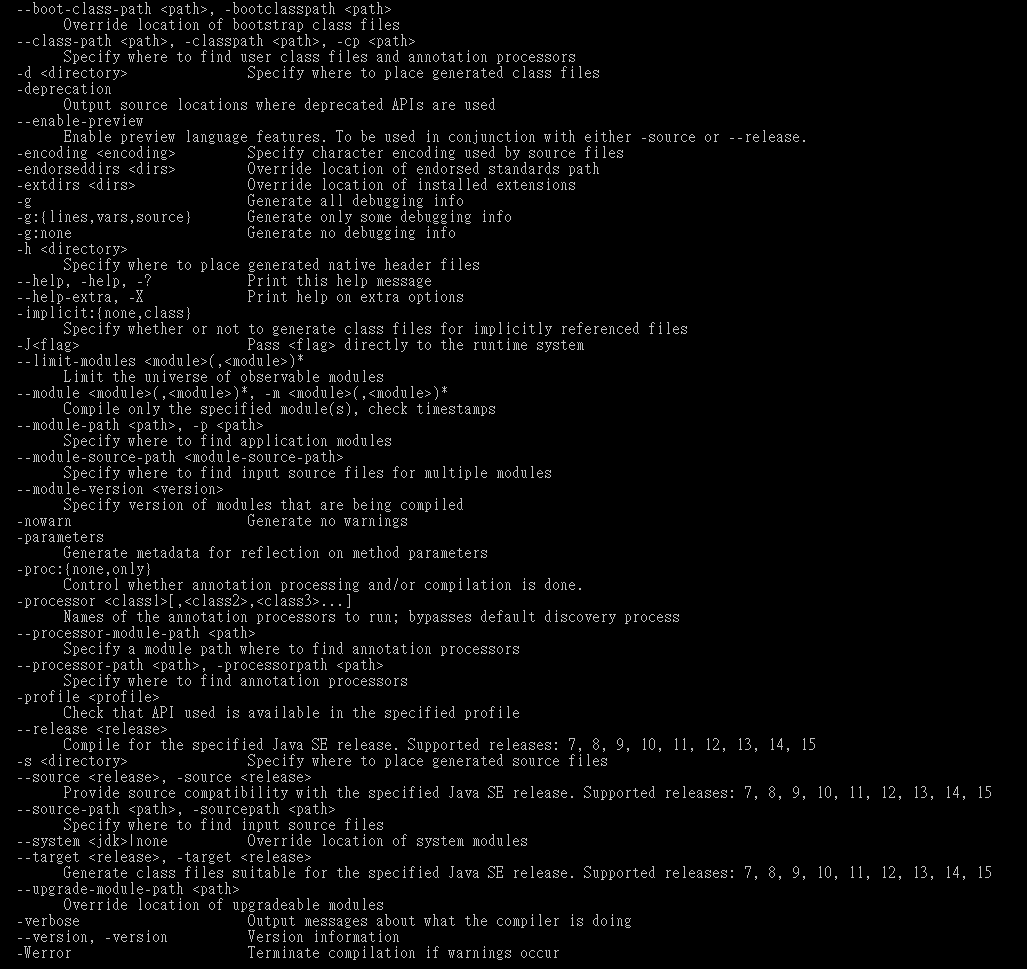 --boot-class-path <path>, -bootclasspath <path>
Override location of bootstrap class files
--class-path <path>, -classpath <path>, -cp <path>
Specify where to find user class files and annotation processors
-d <directory> Specify where to place generated class files
-deprecation
Output source locations where deprecated APIs are used
--enable-preview
Enable preview language features. To be used in conjunction with either -source or --release.
-encoding <encoding> Specify character encoding used by source files
-endorseddirs <dirs> Override location of endorsed standards path
-extdirs <dirs> Override location of installed extensions
-g Generate all debugging info
-g:{lines,vars,source} Generate only some debugging info
-g:none Generate no debugging info
-h <directory>
Specify where to place generated native header files
--help, -help, -? Print this help message
--help-extra, -X Print help on extra options
-implicit:{none,class}
Specify whether or not to generate class files for implicitly referenced files
-J<flag> Pass <flag> directly to the runtime system
--limit-modules <module>(,<module>)*
Limit the universe of observable modules
--module <module>(,<module>)*, -m <module>(,<module>)*
Compile only the specified module(s), check timestamps
--module-path <path>, -p <path>
Specify where to find application modules
--module-source-path <module-source-path>
Specify where to find input source files for multiple modules
--module-version <version>
Specify version of modules that are being compiled
-nowarn Generate no warnings
-parameters
Generate metadata for reflection on method parameters
-proc:{none,only}
Control whether annotation processing and/or compilation is done.
-processor <class1>[,<class2>,<class3>...]
Names of the annotation processors to run; bypasses default discovery process
--processor-module-path <path>
Specify a module path where to find annotation processors
--processor-path <path>, -processorpath <path>
Specify where to find annotation processors
-profile <profile>
Check that API used is available in the specified profile
--release <release>
Compile for the specified Java SE release. Supported releases: 7, 8, 9, 10, 11, 12, 13, 14, 15
-s <directory> Specify where to place generated source files
--source <release>, -source <release>
Provide source compatibility with the specified Java SE release. Supported releases: 7, 8, 9, 10, 11, 12, 13, 14, 15
--source-path <path>, -sourcepath <path>
Specify where to find input source files
--system <jdk>|none Override location of system modules
--target <release>, -target <release>
Generate class files suitable for the specified Java SE release. Supported releases: 7, 8, 9, 10, 11, 12, 13, 14, 15
--upgrade-module-path <path>
Override location of upgradeable modules
-verbose Output messages about what the compiler is doing
--version, -version Version information
-Werror Terminate compilation if warnings occur